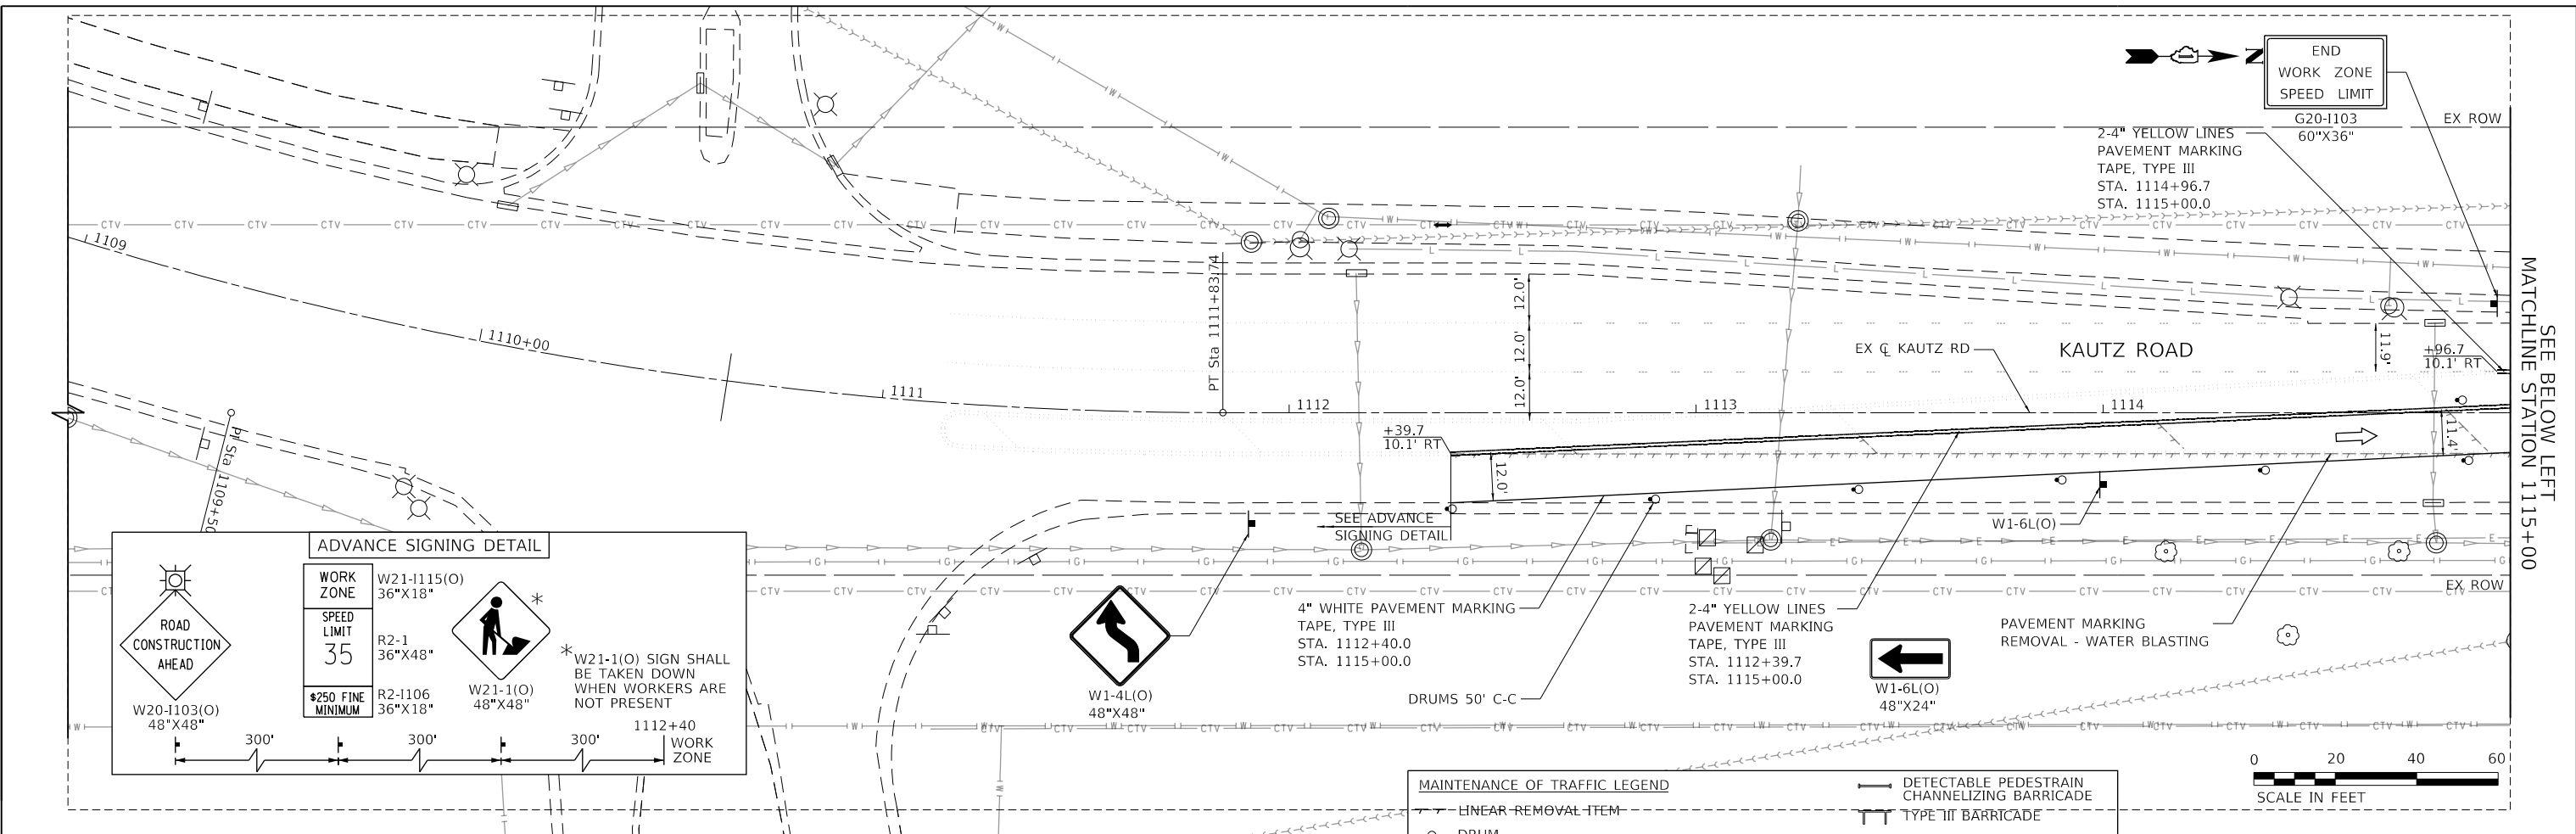 END
WORK ZONE
SPEED LIMIT
G20-I103
60"X36"
EX ROW
2-4" YELLOW LINES
PAVEMENT MARKING
TAPE, TYPE III
STA. 1114+96.7
STA. 1115+00.0
SEE BELOW LEFT
MATCHLINE STATION 1115+00
1109
1110+00
1111
PT Sta 1111+83.74
1112
1113
1114
12.0'
12.0'
12.0'
EX ℄ KAUTZ RD
KAUTZ ROAD
11.9'
+96.7
10.1' RT
+39.7
10.1' RT
12.0'
11.4'
PI Sta 1109+50
SEE ADVANCE
SIGNING DETAIL
W1-6L(O)
EX ROW
ADVANCE SIGNING DETAIL
ROAD
CONSTRUCTION
AHEAD
W20-I103(O)
48"X48"
WORK
ZONE
W21-I115(O)
36"X18"
SPEED
LIMIT
35
R2-1
36"X48"
$250 FINE
MINIMUM
R2-I106
36"X18"
*
W21-1(O)
48"X48"
* W21-1(O) SIGN SHALL
BE TAKEN DOWN
WHEN WORKERS ARE
NOT PRESENT
1112+40
WORK
ZONE
300'
300'
300'
W1-4L(O)
48"X48"
4" WHITE PAVEMENT MARKING
TAPE, TYPE III
STA. 1112+40.0
STA. 1115+00.0
DRUMS 50' C-C
2-4" YELLOW LINES
PAVEMENT MARKING
TAPE, TYPE III
STA. 1112+39.7
STA. 1115+00.0
W1-6L(O)
48"X24"
PAVEMENT MARKING
REMOVAL - WATER BLASTING
0 20 40 60
SCALE IN FEET
MAINTENANCE OF TRAFFIC LEGEND
LINEAR REMOVAL ITEM
DRUM
DETECTABLE PEDESTRAIN
CHANNELIZING BARRICADE
TYPE III BARRICADE